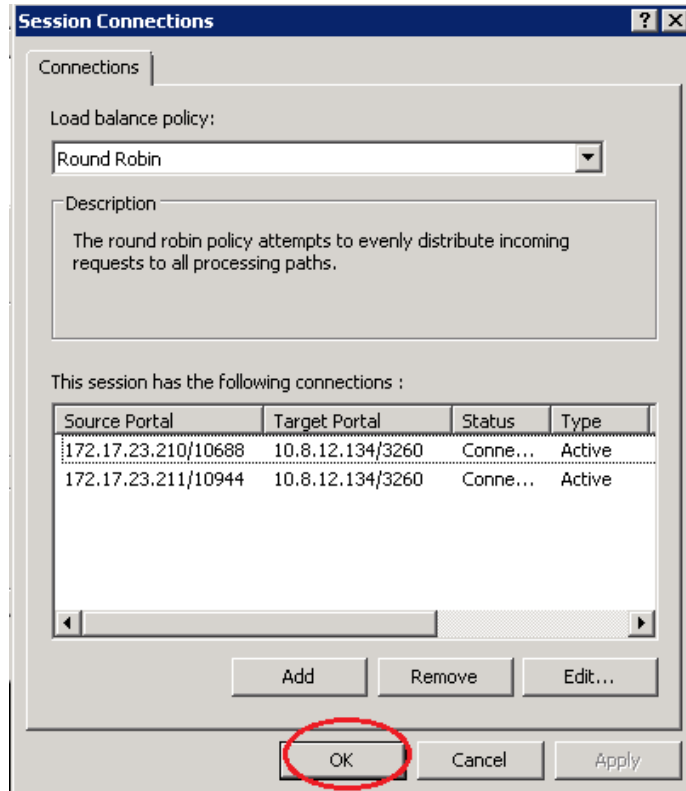 Session Connections
Connections
Load balance policy:
Round Robin
Description
The round robin policy attempts to evenly distribute incoming
requests to all processing paths.
This session has the following connections :
Source Portal Target Portal Status Type
172.17.23.210/10688 10.8.12.134/3260 Conne... Active
172.17.23.211/10944 10.8.12.134/3260 Conne... Active
Add Remove Edit...
OK Cancel Apply